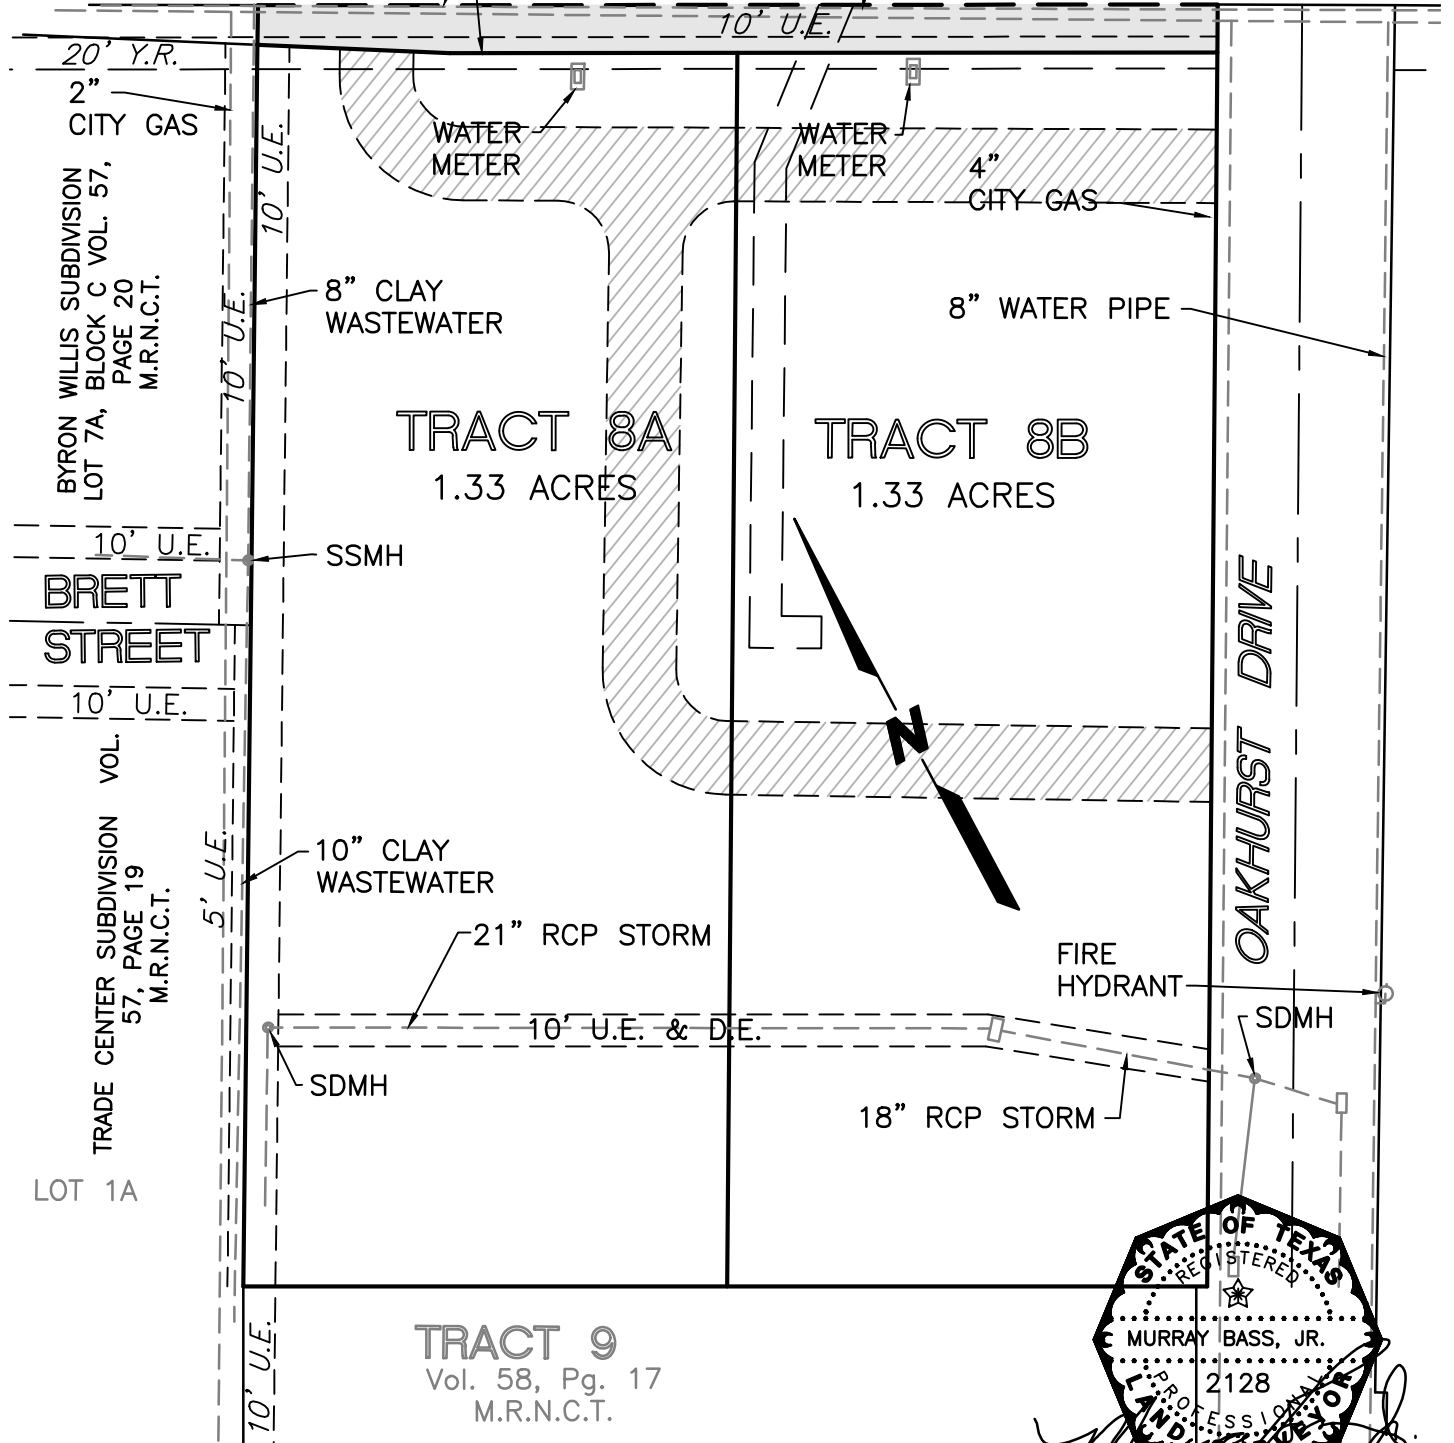 10' U.E.
20' Y.R.
2"
CITY GAS
10' U.E.
WATER
METER
WATER
METER
4"
CITY GAS
BYRON WILLIS SUBDIVISION
LOT 7A, BLOCK C VOL. 57,
PAGE 20
M.R.N.C.T.
10' U.E.
8" CLAY
WASTEWATER
8" WATER PIPE
TRACT 8A
1.33 ACRES
TRACT 8B
1.33 ACRES
10' U.E.
SSMH
BRETT
STREET
10' U.E.
N
OAKHURST DRIVE
TRADE CENTER SUBDIVISION VOL.
57, PAGE 19
M.R.N.C.T.
5' U.E.
10" CLAY
WASTEWATER
21" RCP STORM
FIRE
HYDRANT
10' U.E. & D.E.
SDMH
SDMH
18" RCP STORM
LOT 1A
STATE OF TEXAS
REGISTERED
MURRAY BASS, JR.
2128
PROFESSIONAL
LAND
10' U.E.
TRACT 9
Vol. 58, Pg. 17
M.R.N.C.T.